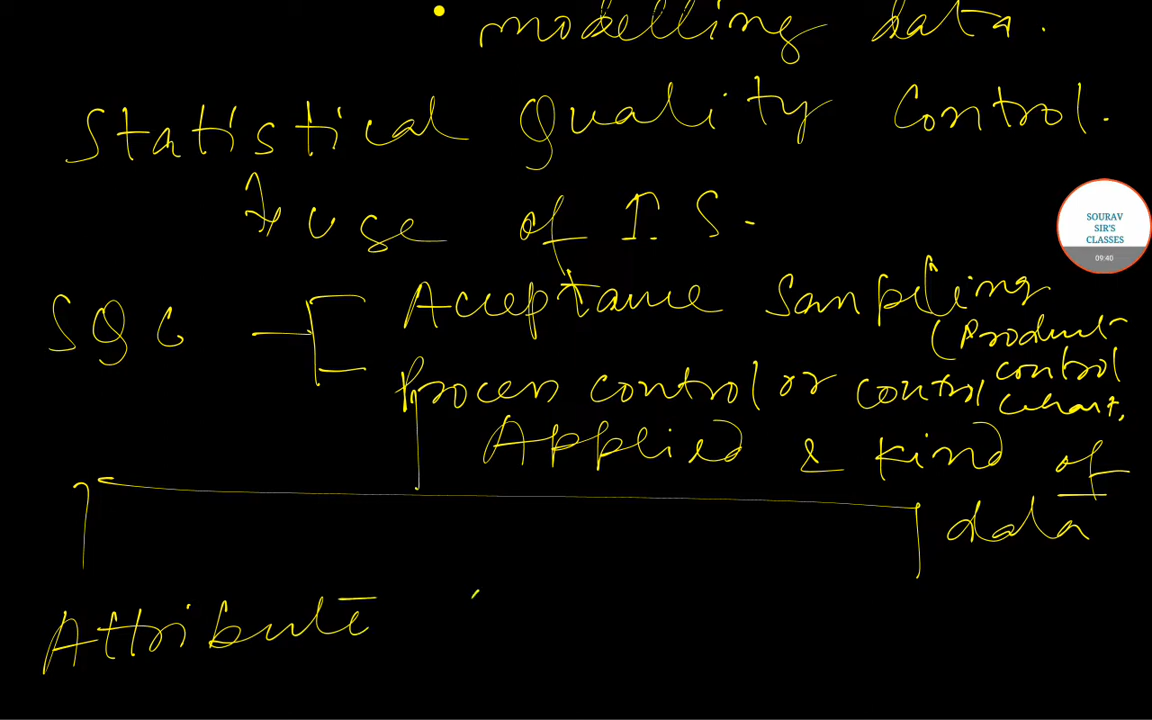 modelling data.
Statistical Quality Control.
use of I.S.
SQC
Acceptance Sampling
(Product control
Process control or control chart.
Applied & kind of
data
Attribute
SOURAV
SIR'S
CLASSES
09:40